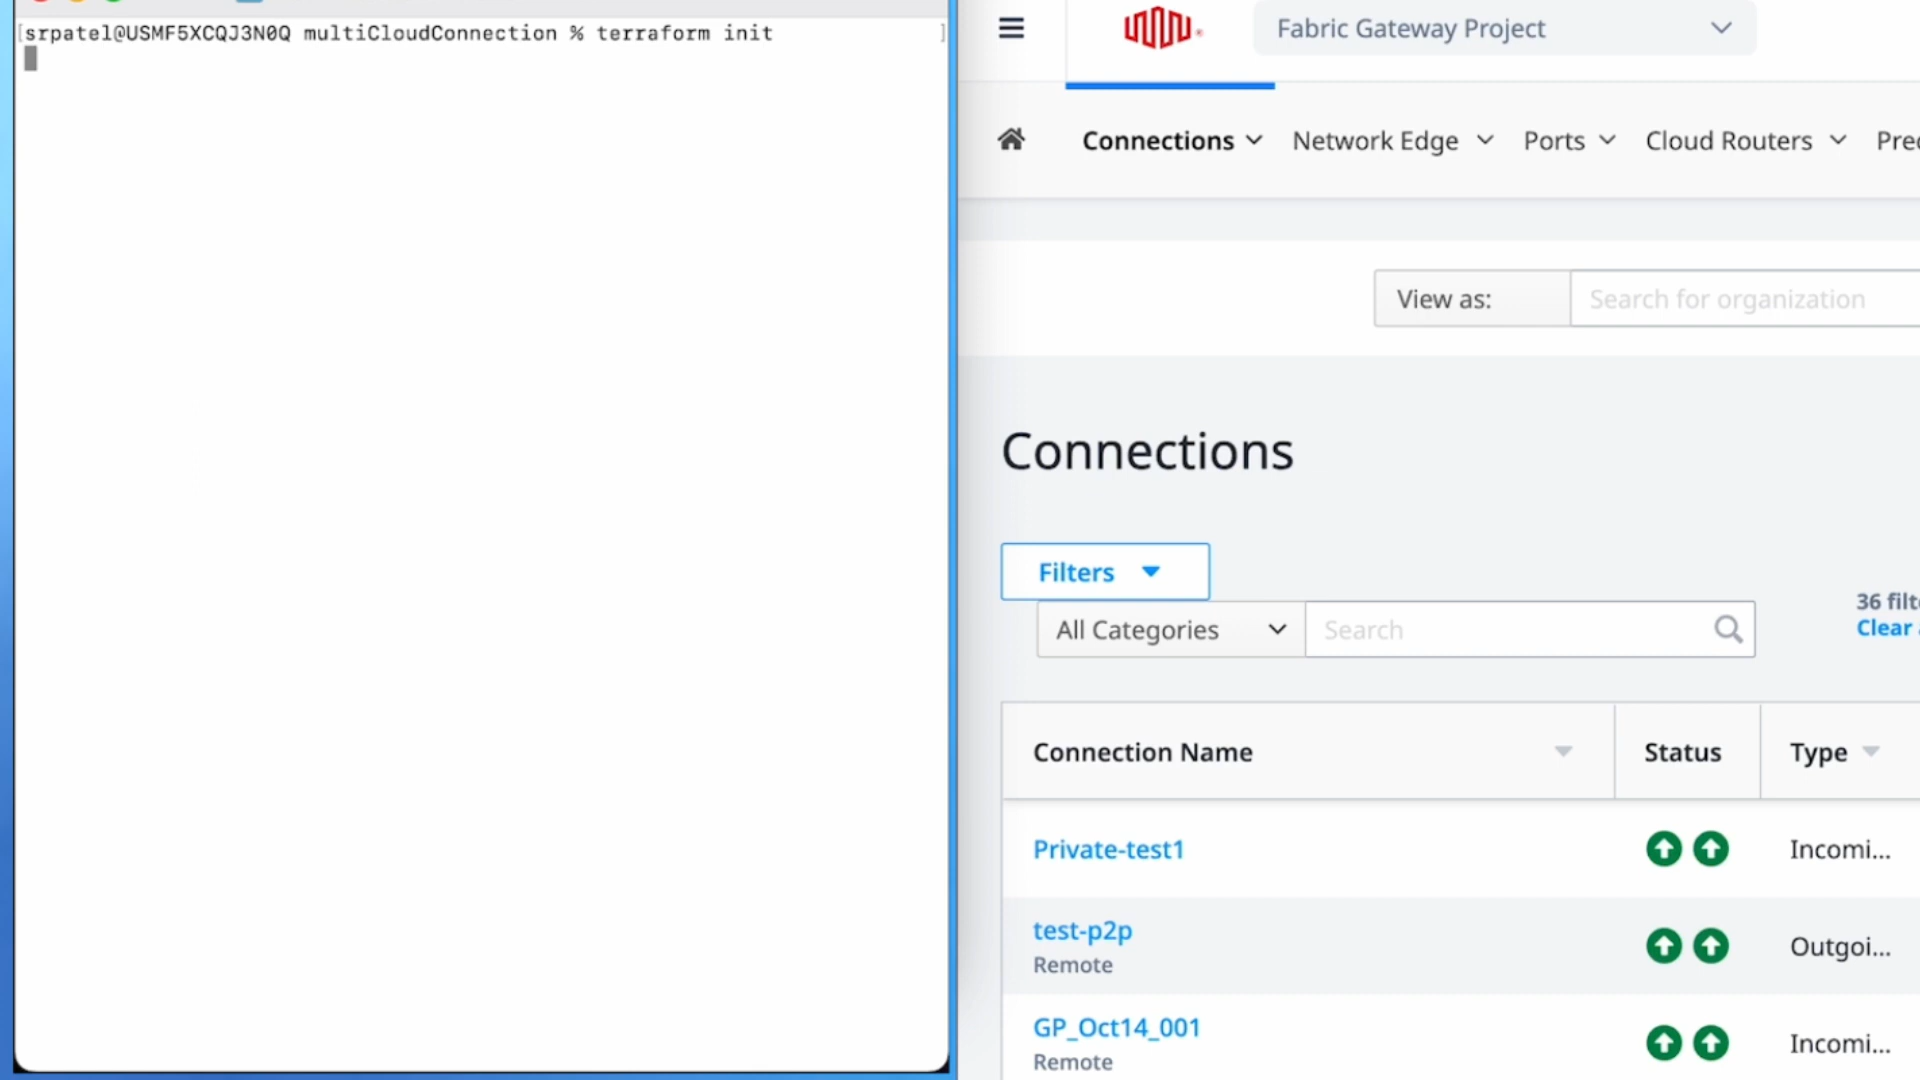 [srpatel@USMF5XCQJ3N0Q multiCloudConnection % terraform init ]
Fabric Gateway Project
Connections Network Edge Ports Cloud Routers
View as: Search for organization
Connections
Filters
All Categories Search
36
Clear
Connection Name Status Type
Private-test1 Incomi...
test-p2p Outgoi...
Remote
GP_Oct14_001 Incomi...
Remote